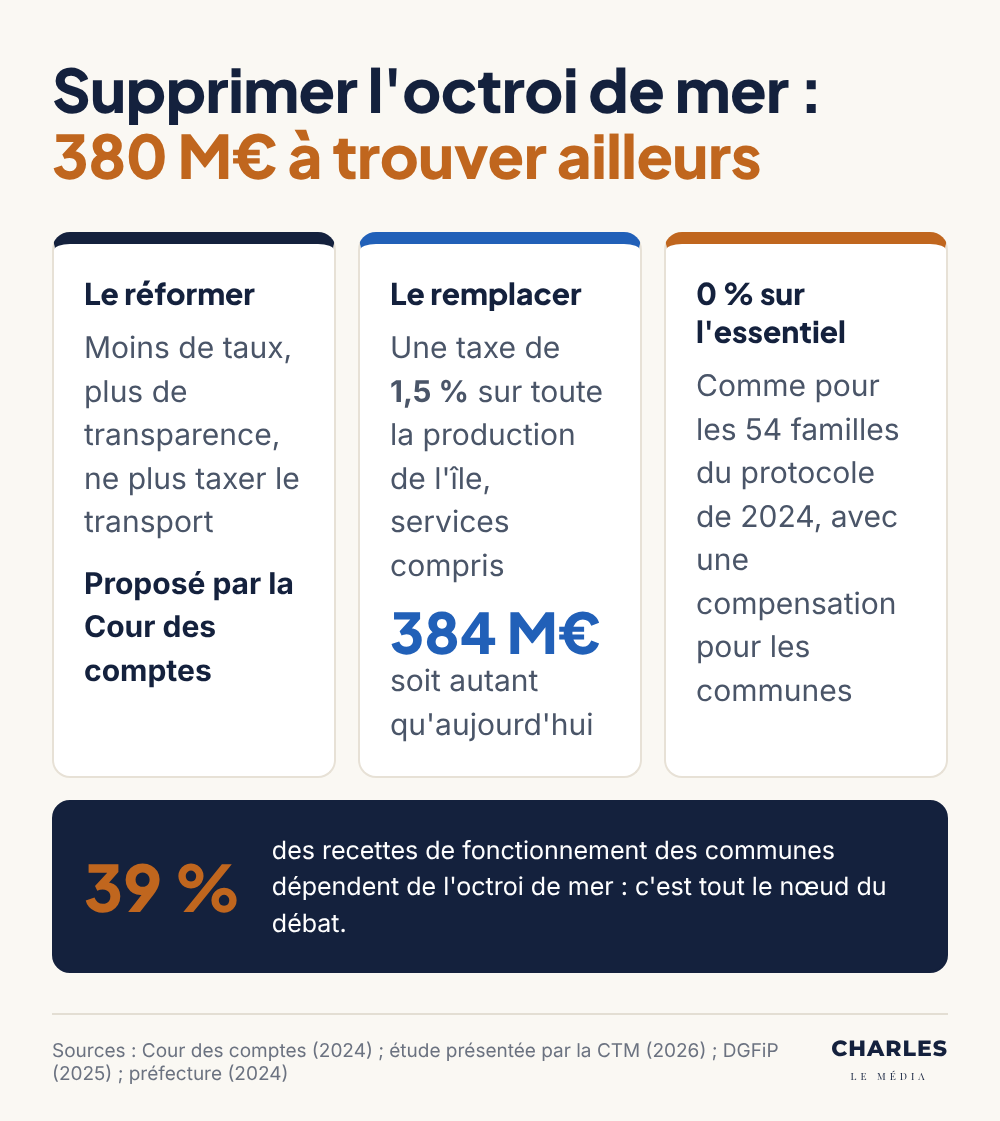 Supprimer l'octroi de mer :
380 M€ à trouver ailleurs
Le réformer
Moins de taux,
plus de
transparence,
ne plus taxer le
transport
Proposé par la
Cour des
comptes
Le remplacer
Une taxe de
1,5 % sur toute
la production
de l'île,
services
compris
384 M€
soit autant
qu'aujourd'hui
0 % sur
l'essentiel
Comme pour
les 54 familles
du protocole
de 2024, avec
une
compensation
pour les
communes
39 %
des recettes de fonctionnement des communes
dépendent de l'octroi de mer : c'est tout le nœud du
débat.
Sources : Cour des comptes (2024) ; étude présentée par la CTM (2026) ; DGFiP
(2025) ; préfecture (2024)
CHARLES
LE MÉDIA